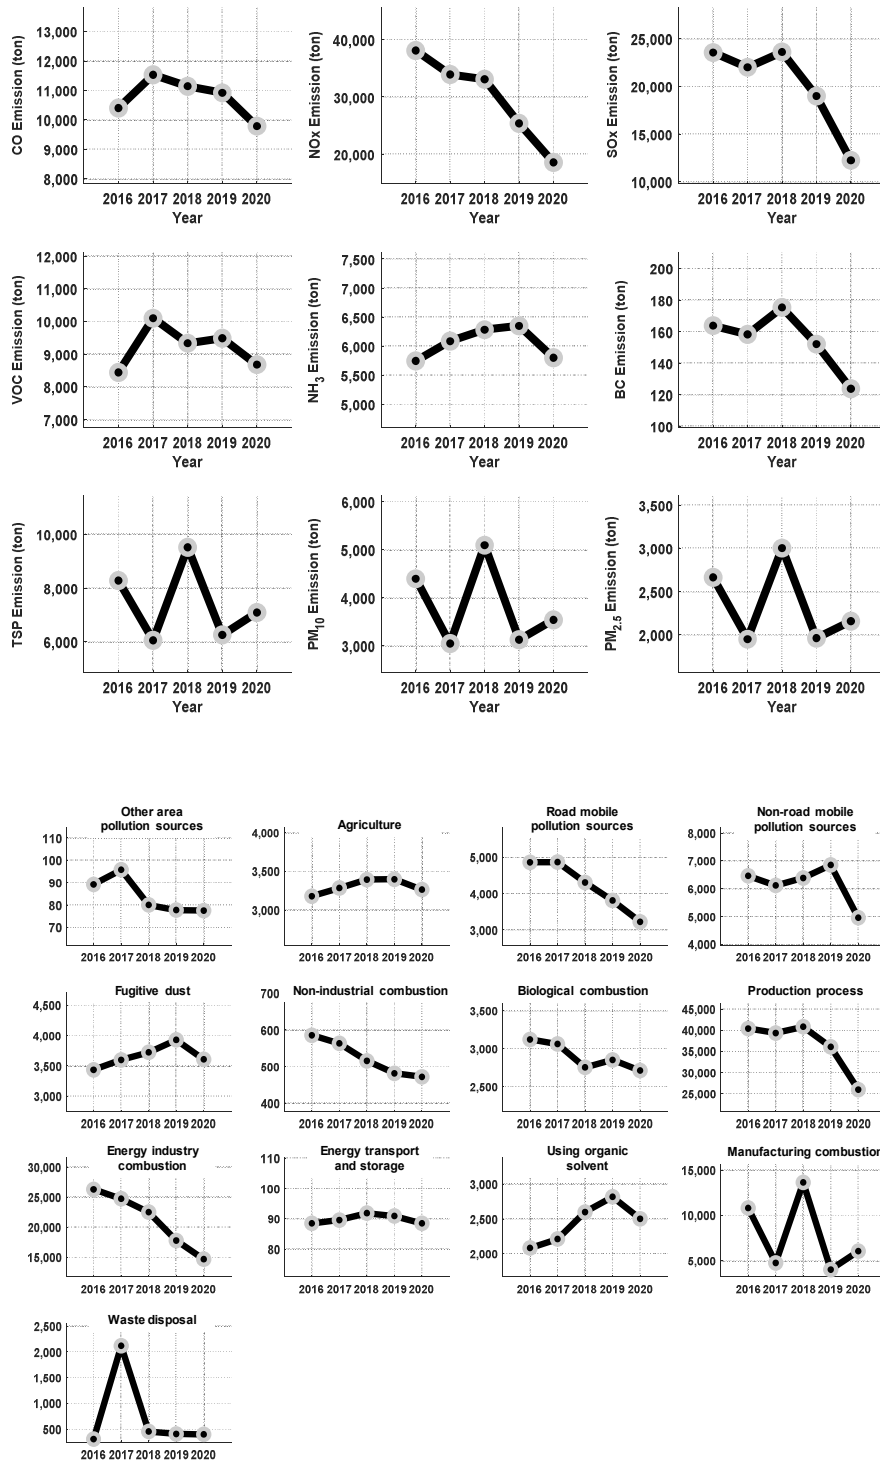 CO Emission (ton)
13,000
12,000
11,000
10,000
9,000
8,000
2016 2017 2018 2019 2020
Year
NOx Emission (ton)
40,000
30,000
20,000
2016 2017 2018 2019 2020
Year
SOx Emission (ton)
25,000
20,000
15,000
10,000
2016 2017 2018 2019 2020
Year
VOC Emission (ton)
12,000
11,000
10,000
9,000
8,000
7,000
2016 2017 2018 2019 2020
Year
NH3 Emission (ton)
7,500
7,000
6,500
6,000
5,500
5,000
2016 2017 2018 2019 2020
Year
BC Emission (ton)
200
180
160
140
120
100
2016 2017 2018 2019 2020
Year
TSP Emission (ton)
10,000
8,000
6,000
2016 2017 2018 2019 2020
Year
PM10 Emission (ton)
6,000
5,000
4,000
3,000
2016 2017 2018 2019 2020
Year
PM2.5 Emission (ton)
3,500
3,000
2,500
2,000
2016 2017 2018 2019 2020
Year
Other area
pollution sources
110
100
90
80
70
2016 2017 2018 2019 2020
Agriculture
4,000
3,500
3,000
2016 2017 2018 2019 2020
Road mobile
pollution sources
5,000
4,000
3,000
2016 2017 2018 2019 2020
Non-road mobile
pollution sources
8,000
7,000
6,000
5,000
4,000
2016 2017 2018 2019 2020
Fugitive dust
4,500
4,000
3,500
3,000
2016 2017 2018 2019 2020
Non-industrial combustion
700
600
500
400
2016 2017 2018 2019 2020
Biological combustion
3,500
3,000
2,500
2016 2017 2018 2019 2020
Production process
45,000
40,000
35,000
30,000
25,000
2016 2017 2018 2019 2020
Energy industry
combustion
30,000
25,000
20,000
15,000
2016 2017 2018 2019 2020
Energy transport
and storage
110
100
90
80
2016 2017 2018 2019 2020
Using organic
solvent
3,000
2,500
2,000
2016 2017 2018 2019 2020
Manufacturing combustion
15,000
10,000
5,000
2016 2017 2018 2019 2020
Waste disposal
2,500
2,000
1,500
1,000
500
2016 2017 2018 2019 2020